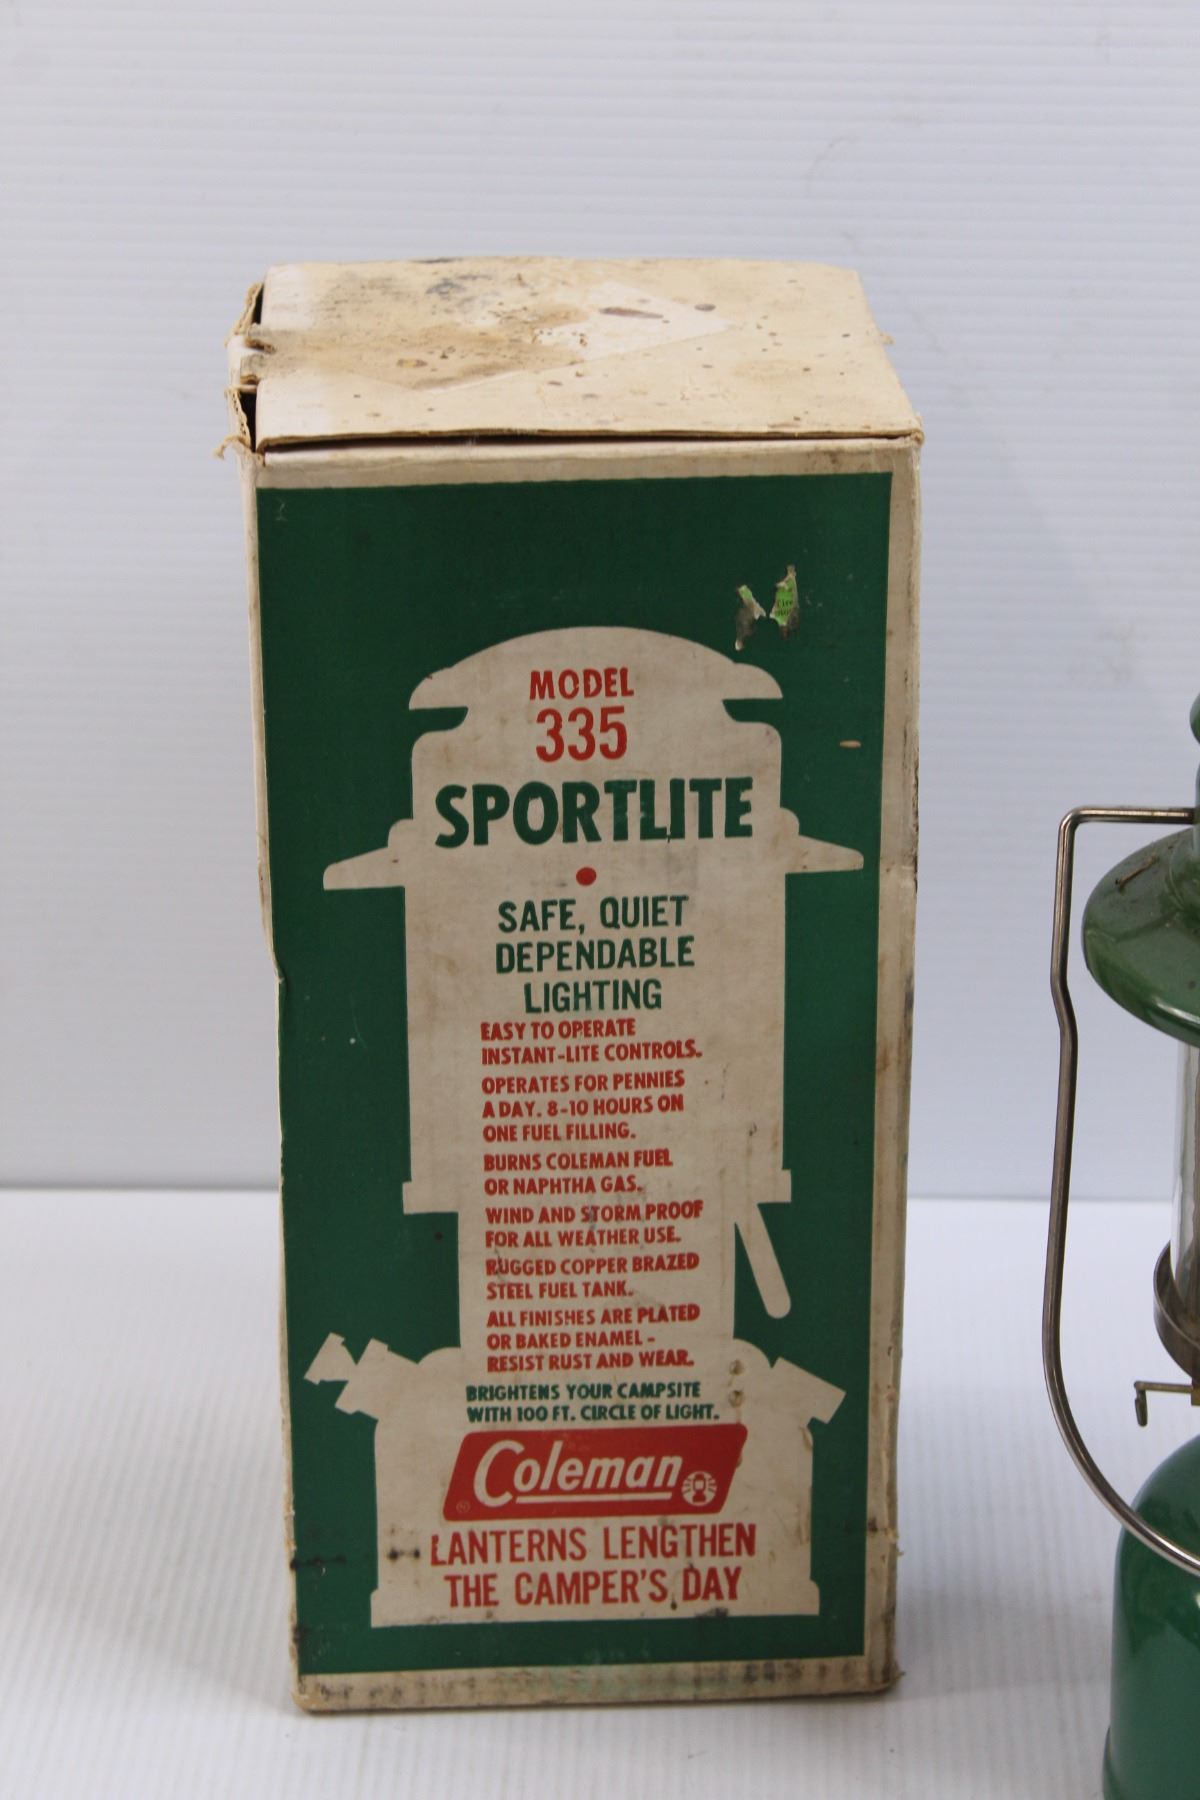 MODEL
335
SPORTLITE
SAFE, QUIET
DEPENDABLE
LIGHTING
EASY TO OPERATE
INSTANT-LITE CONTROLS.
OPERATES FOR PENNIES
A DAY. 8-10 HOURS ON
ONE FUEL FILLING.
BURNS COLEMAN FUEL
OR NAPHTHA GAS.
WIND AND STORM PROOF
FOR ALL WEATHER USE.
RUGGED COPPER BRAZED
STEEL FUEL TANK.
ALL FINISHES ARE PLATED
OR BAKED ENAMEL -
RESIST RUST AND WEAR.
BRIGHTENS YOUR CAMPSITE
WITH 100 FT. CIRCLE OF LIGHT.
Coleman
LANTERNS LENGTHEN
THE CAMPER'S DAY